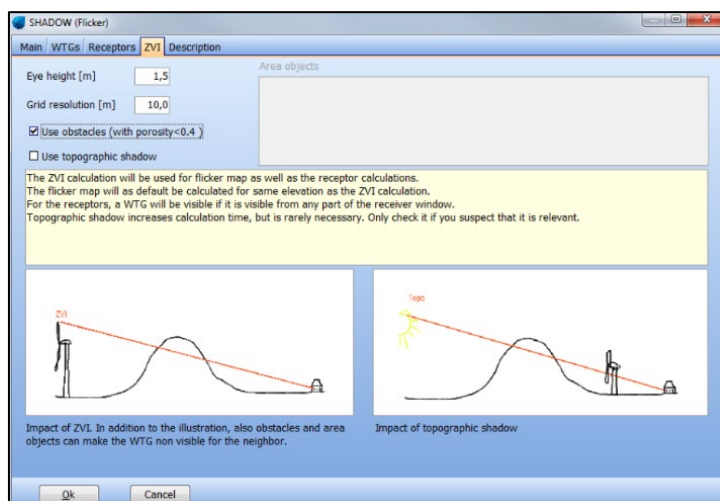 SHADOW (Flicker)
Main WTGs Receptors ZVI Description
Eye height [m] 1,5
Grid resolution [m] 10,0
Use obstacles (with porosity<0.4 )
Use topographic shadow
Area objects
The ZVI calculation will be used for flicker map as well as the receptor calculations.
The flicker map will as default be calculated for same elevation as the ZVI calculation.
For the receptors, a WTG will be visible if it is visible from any part of the receiver window.
Topographic shadow increases calculation time, but is rarely necessary. Only check it if you suspect that it is relevant.
ZVI
Topo
Impact of ZVI. In addition to the illustration, also obstacles and area
objects can make the WTG non visible for the neighbor.
Impact of topographic shadow
Ok Cancel